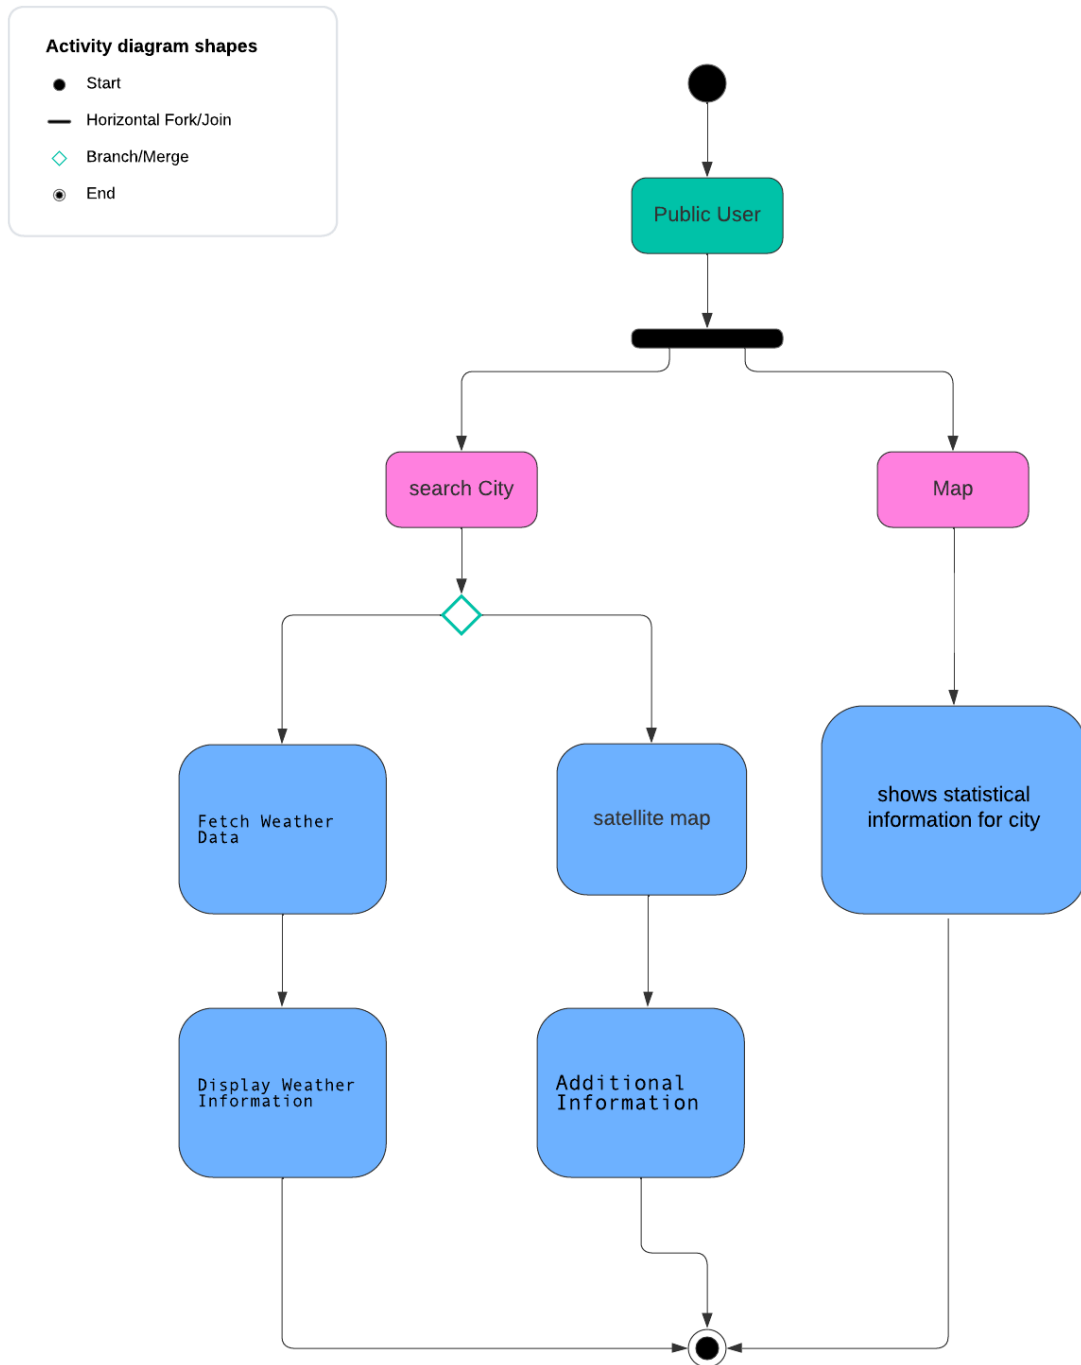 Activity diagram shapes
Start
Horizontal Fork/Join
Branch/Merge
End
Public User
search City
Map
Fetch Weather
Data
satellite map
shows statistical
information for city
Display Weather
Information
Additional
Information